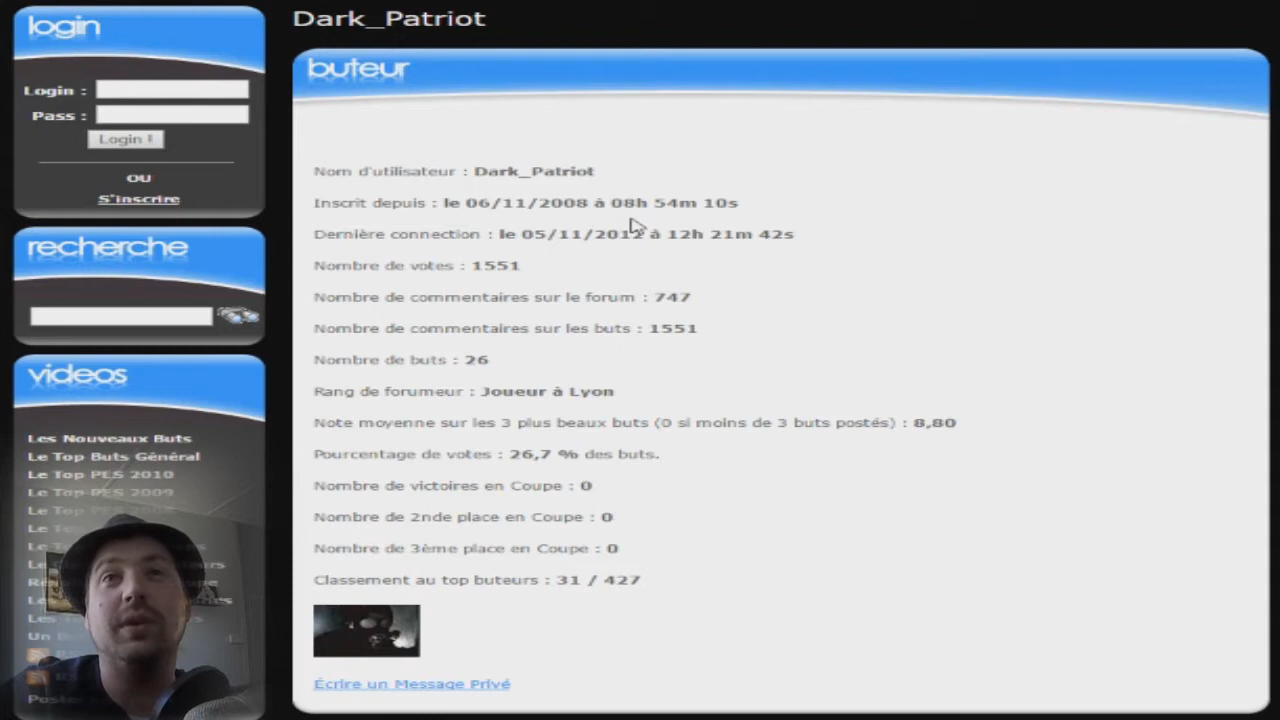 login
Login :
Pass :
Login !
OU
S'inscrire
recherche
videos
Les Nouveaux Buts
Le Top Buts Général
Le Top PES 2010
Le Top PES 2009
Dark_Patriot
buteur
Nom d'utilisateur : Dark_Patriot
Inscrit depuis : le 06/11/2008 à 08h 54m 10s
Dernière connection : le 05/11/2012 à 12h 21m 42s
Nombre de votes : 1551
Nombre de commentaires sur le forum : 747
Nombre de commentaires sur les buts : 1551
Nombre de buts : 26
Rang de forumeur : Joueur à Lyon
Note moyenne sur les 3 plus beaux buts (0 si moins de 3 buts postés) : 8,80
Pourcentage de votes : 26,7 % des buts.
Nombre de victoires en Coupe : 0
Nombre de 2nde place en Coupe : 0
Nombre de 3ème place en Coupe : 0
Classement au top buteurs : 31 / 427
Écrire un Message Privé